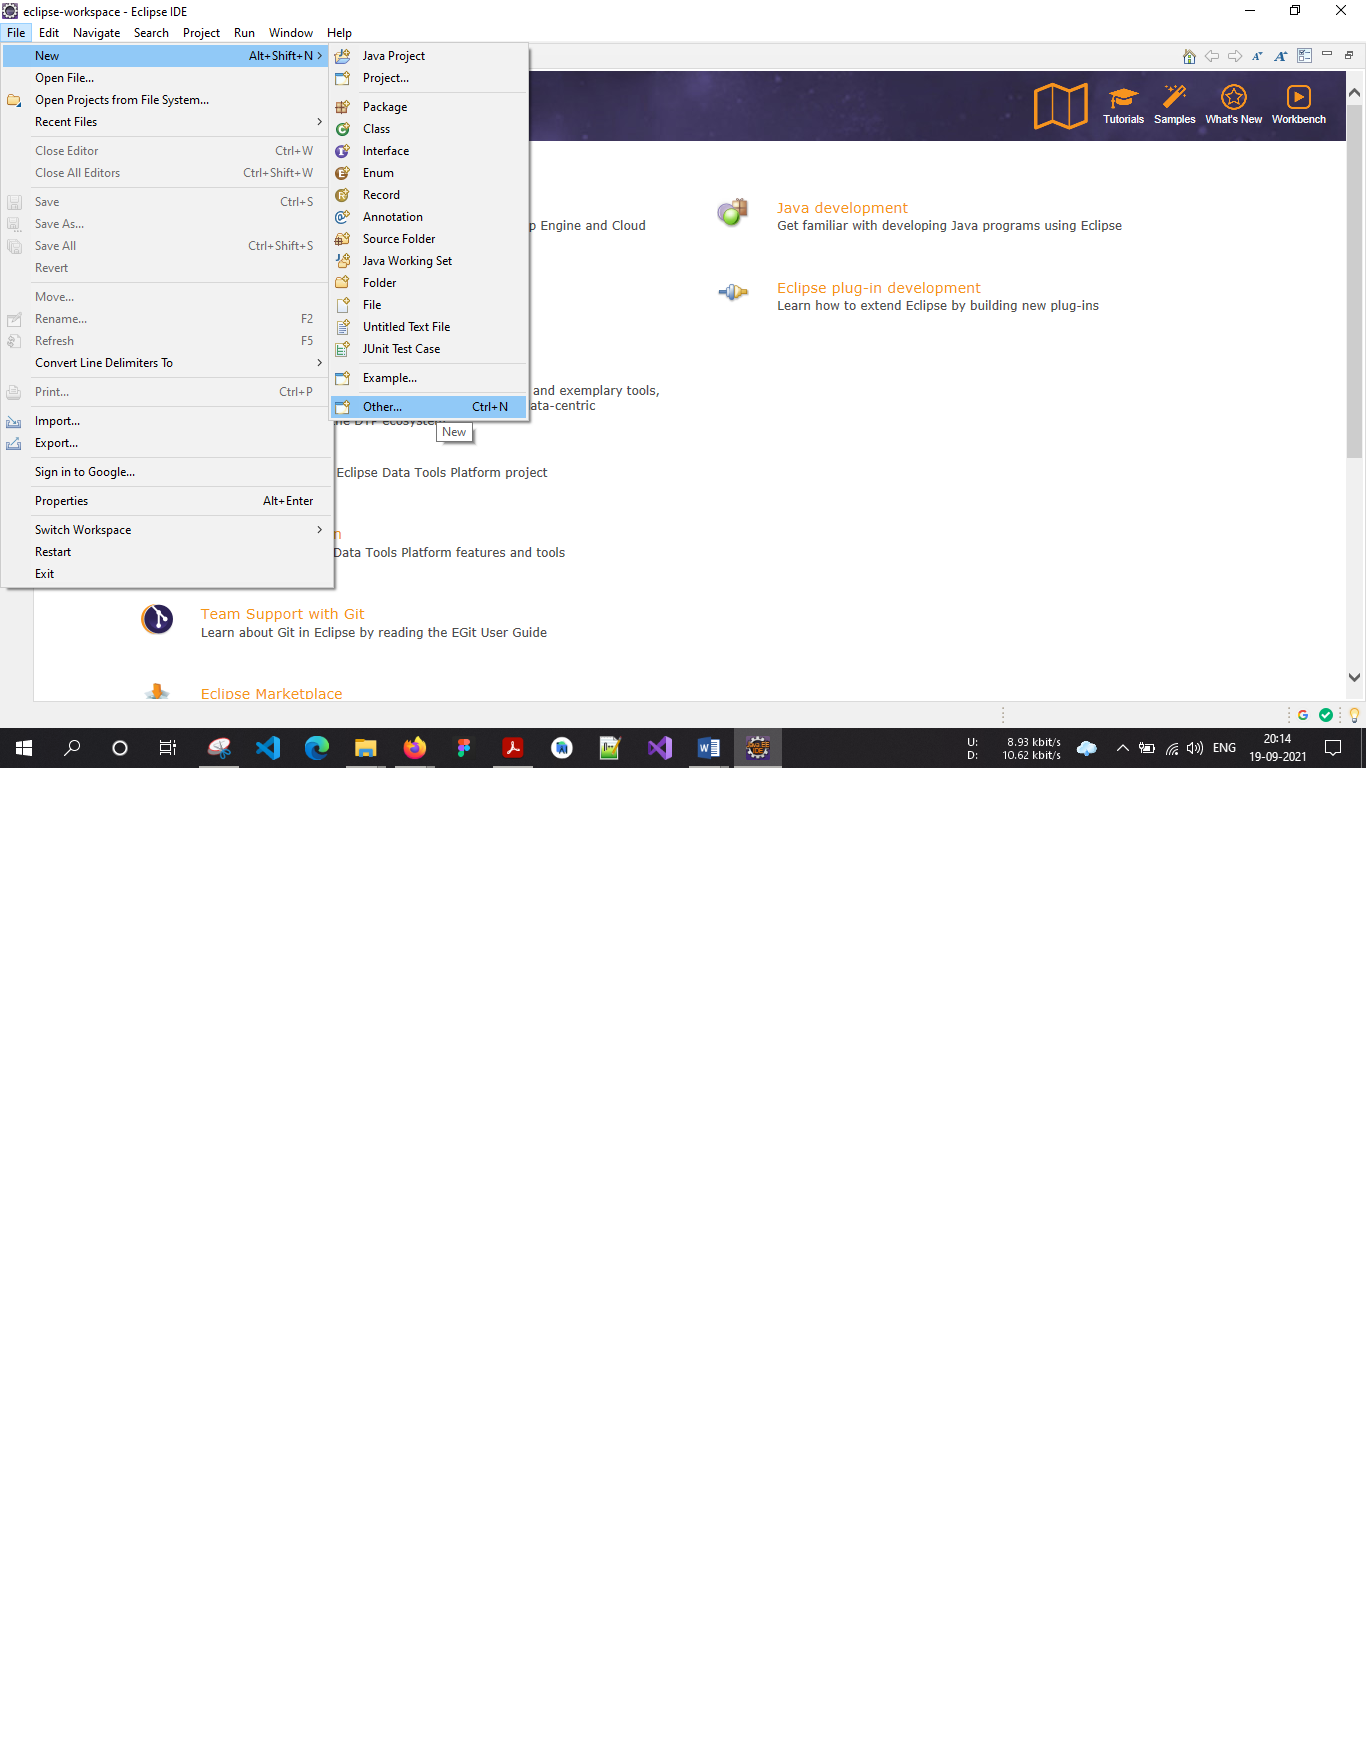 eclipse-workspace - Eclipse IDE
File Edit Navigate Search Project Run Window Help
New Alt+Shift+N >
Open File...
Open Projects from File System...
Recent Files >
Close Editor Ctrl+W
Close All Editors Ctrl+Shift+W
Save Ctrl+S
Save As...
Save All Ctrl+Shift+S
Revert
Move...
Rename... F2
Refresh F5
Convert Line Delimiters To >
Print... Ctrl+P
Import...
Export...
Sign in to Google...
Properties Alt+Enter
Switch Workspace >
Restart
Exit
Java Project
Project...
Package
Class
Interface
Enum
Record
Annotation
Source Folder
Java Working Set
Folder
File
Untitled Text File
JUnit Test Case
Example...
Other... Ctrl+N
New
Tutorials Samples What's New Workbench
Engine and Cloud
Java development
Get familiar with developing Java programs using Eclipse
Eclipse plug-in development
Learn how to extend Eclipse by building new plug-ins
and exemplary tools,
ata-centric
DTP ecosystem
Eclipse Data Tools Platform project
n
Data Tools Platform features and tools
Team Support with Git
Learn about Git in Eclipse by reading the EGit User Guide
Eclipse Marketplace
U: 8.93 kbit/s
D: 10.62 kbit/s
ENG
20:14
19-09-2021